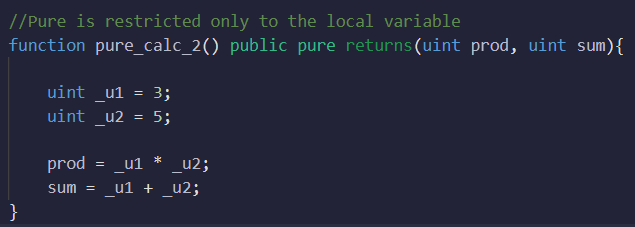 //Pure is restricted only to the local variable
function pure_calc_2() public pure returns(uint prod, uint sum){
uint _u1 = 3;
uint _u2 = 5;
prod = _u1 * _u2;
sum = _u1 + _u2;
}